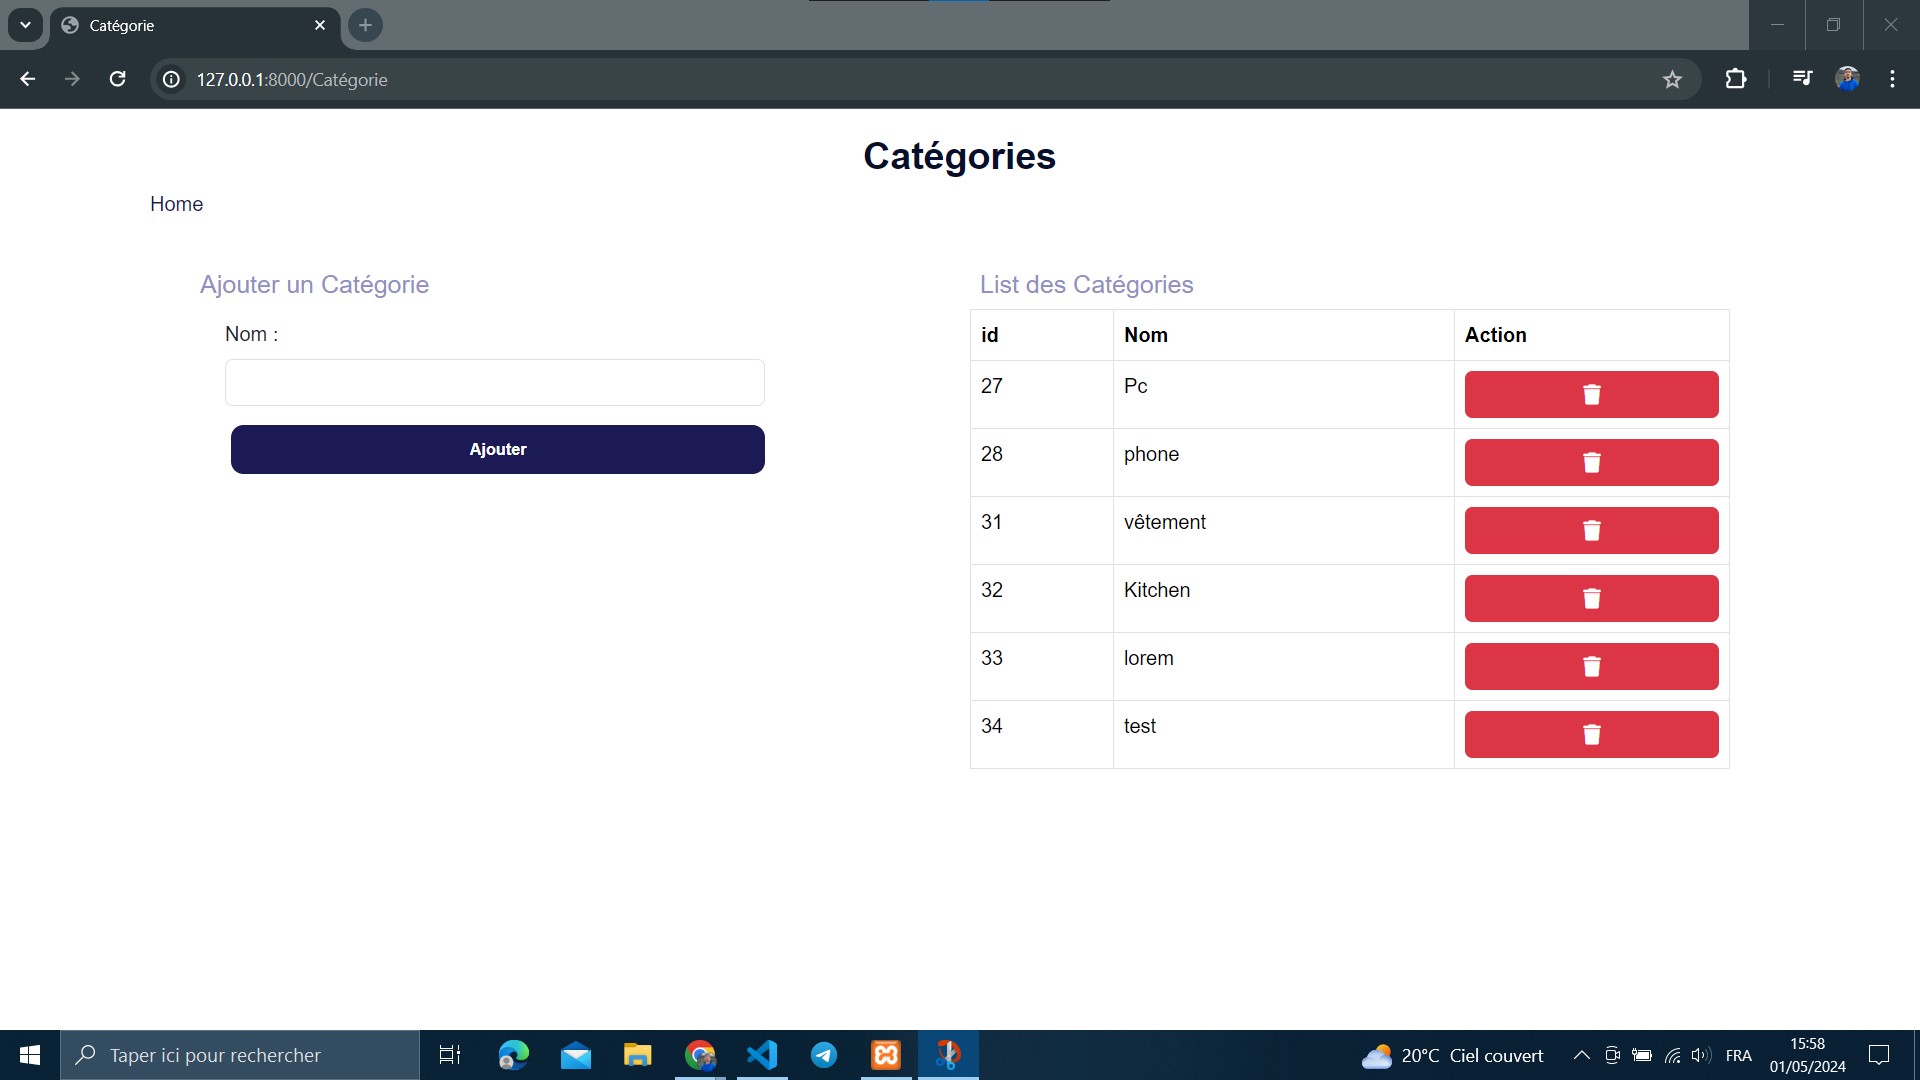 Catégorie
127.0.0.1:8000/Catégorie
Catégories
Home
Ajouter un Catégorie
Nom :
Ajouter
List des Catégories
id Nom Action
27 Pc
28 phone
31 vêtement
32 Kitchen
33 lorem
34 test
Taper ici pour rechercher
20°C Ciel couvert
FRA
15:58
01/05/2024